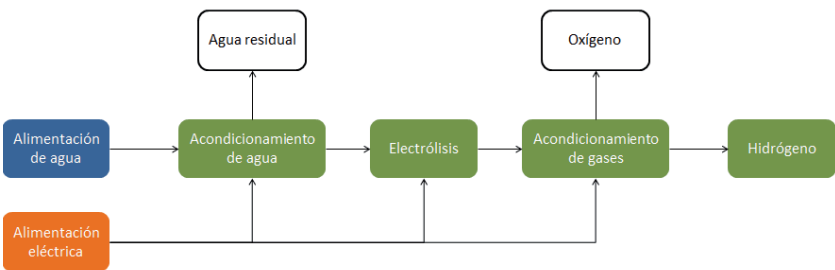 Agua residual
Oxígeno
Alimentación
de agua
Acondicionamiento
de agua
Electrólisis
Acondicionamiento
de gases
Hidrógeno
Alimentación
eléctrica